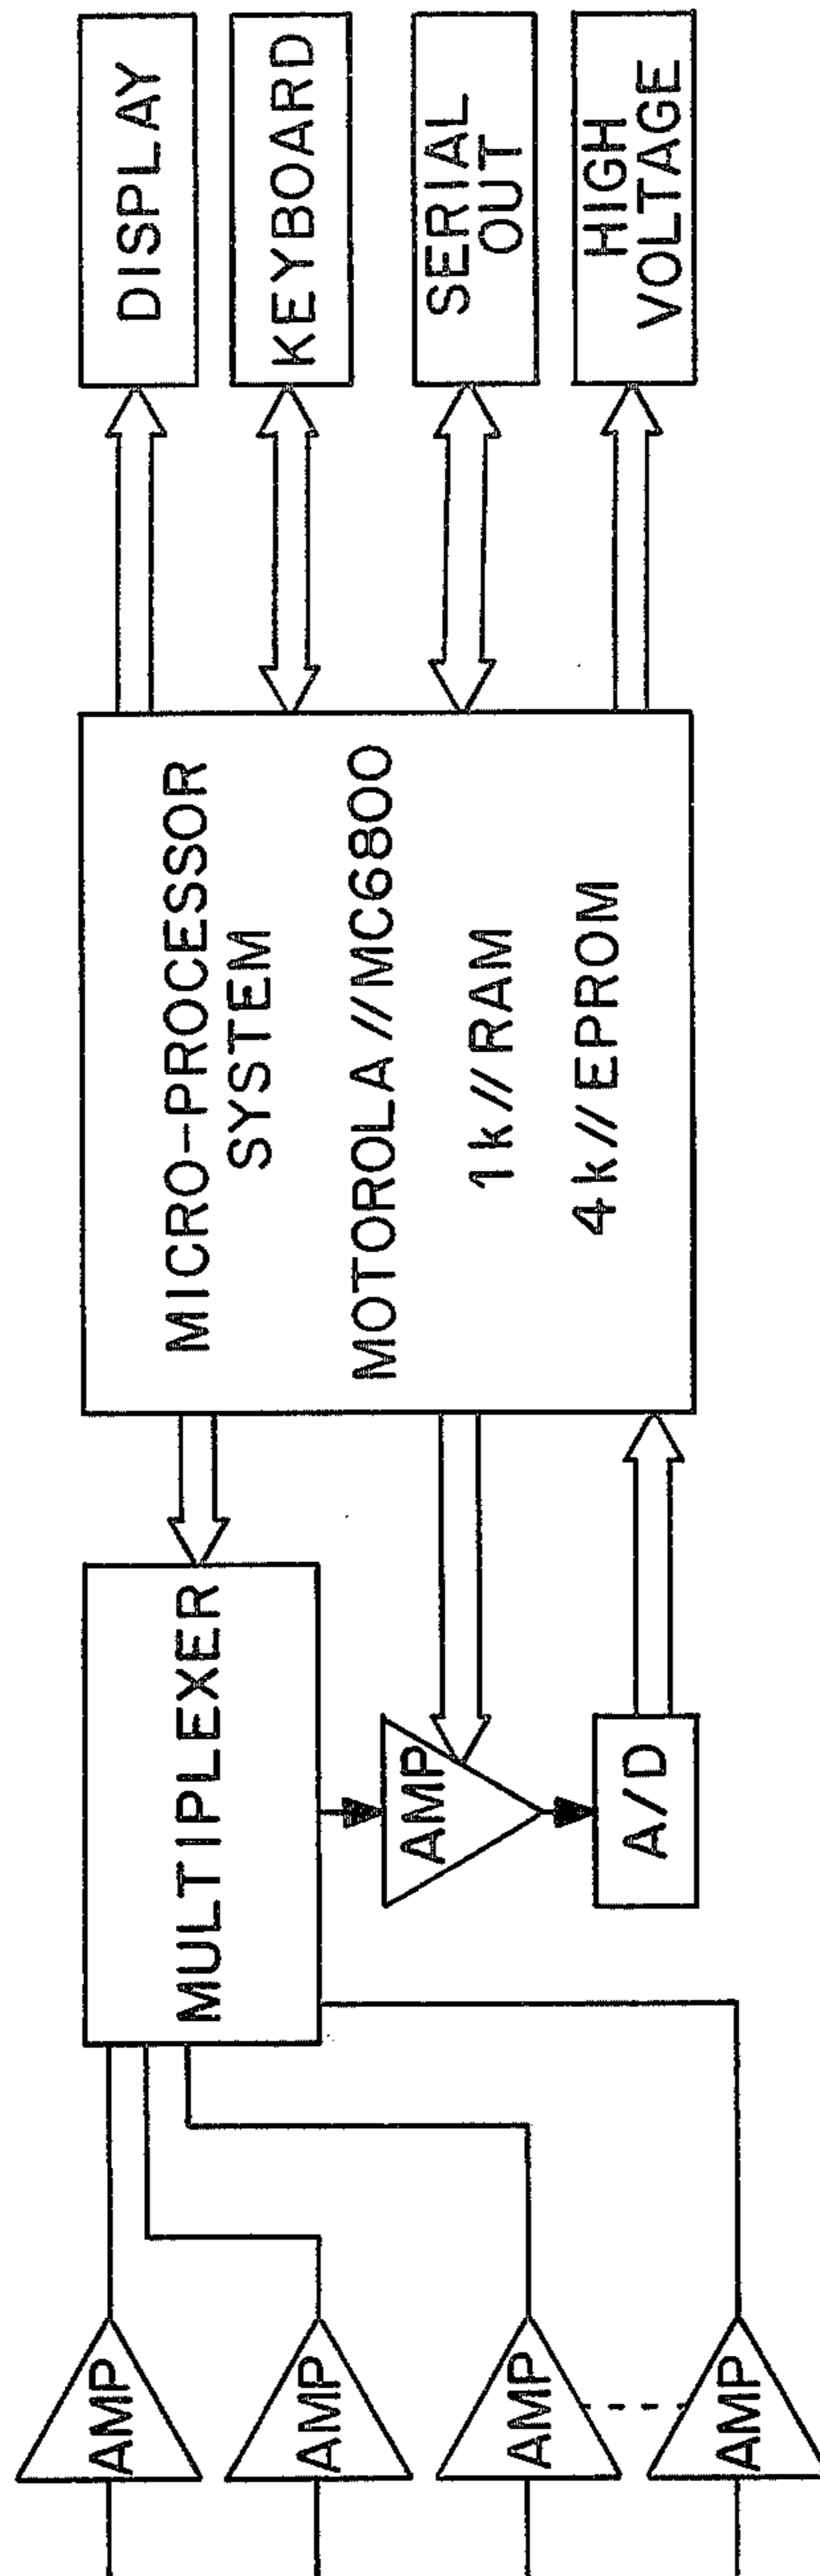 AMP
AMP
AMP
AMP
MULTIPLEXER
AMP
A/D
MICRO-PROCESSOR
SYSTEM
MOTOROLA//MC6800
1k//RAM
4k//EPROM
DISPLAY
KEYBOARD
SERIAL
OUT
HIGH
VOLTAGE